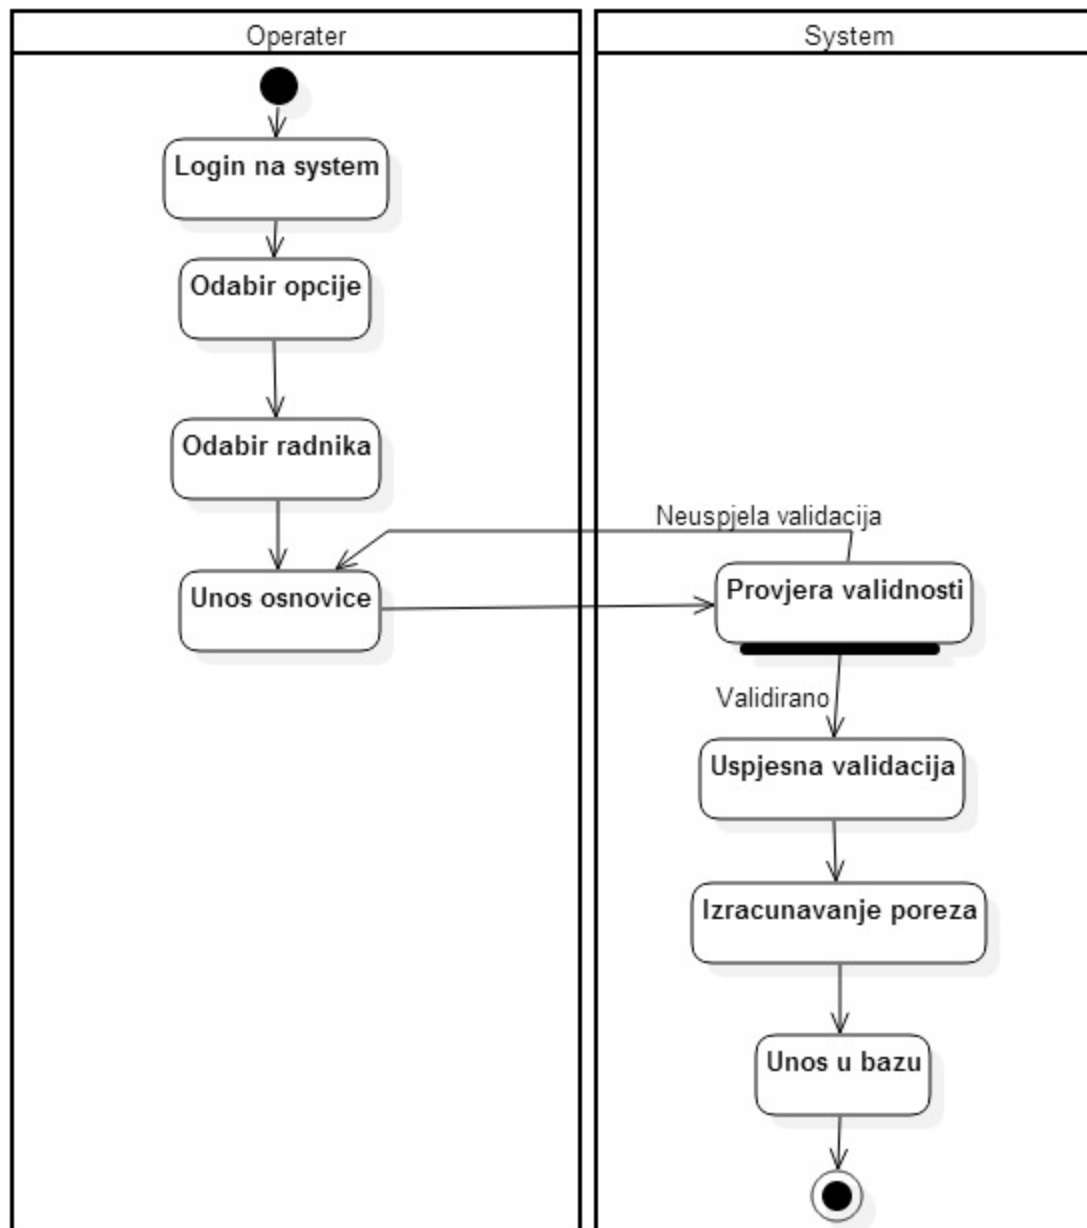 Operater
System
Login na system
Odabir opcije
Odabir radnika
Neuspjela validacija
Unos osnovice
Provjera validnosti
Validirano
Uspjesna validacija
Izracunavanje poreza
Unos u bazu